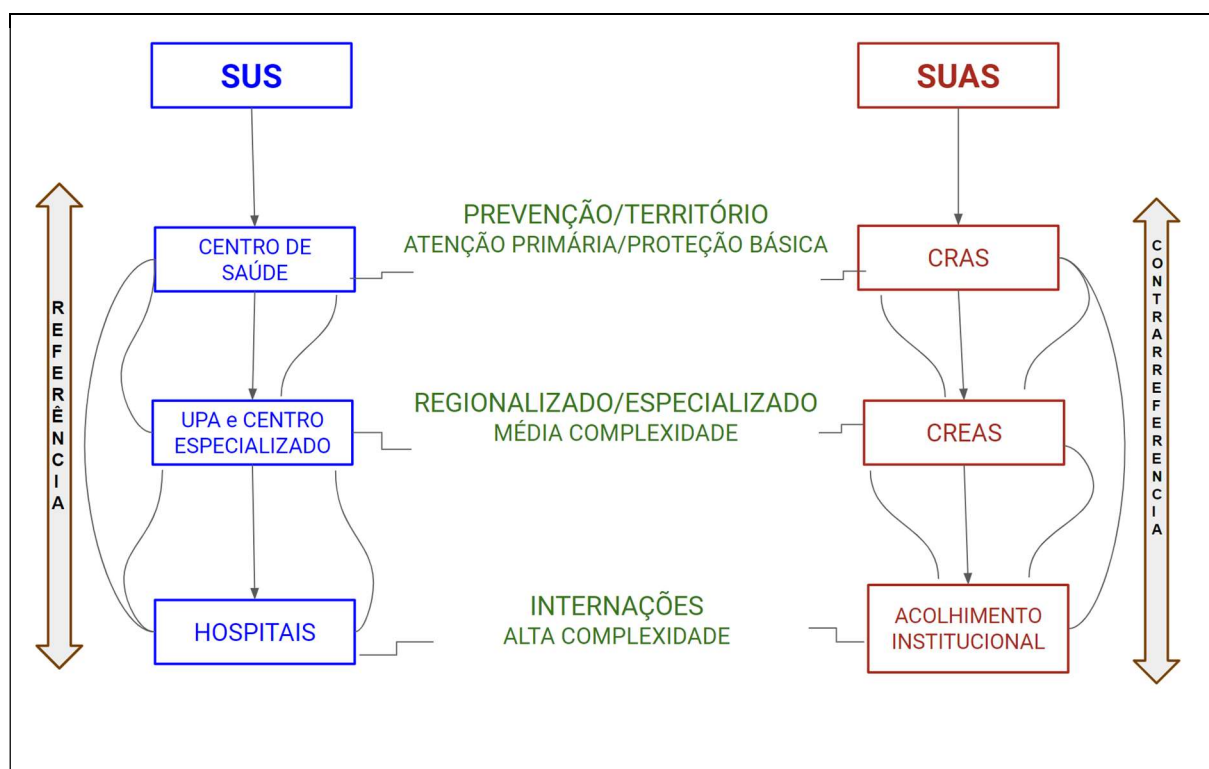 SUS
SUAS
PREVENÇÃO/TERRITÓRIO
ATENÇÃO PRIMÁRIA/PROTEÇÃO BÁSICA
CENTRO DE
SAÚDE
CRAS
REFERÊNCIA
CONTRARREFERENCIA
REGIONALIZADO/ESPECIALIZADO
MÉDIA COMPLEXIDADE
UPA e CENTRO
ESPECIALIZADO
CREAS
INTERNAÇÕES
ALTA COMPLEXIDADE
HOSPITAIS
ACOLHIMENTO
INSTITUCIONAL